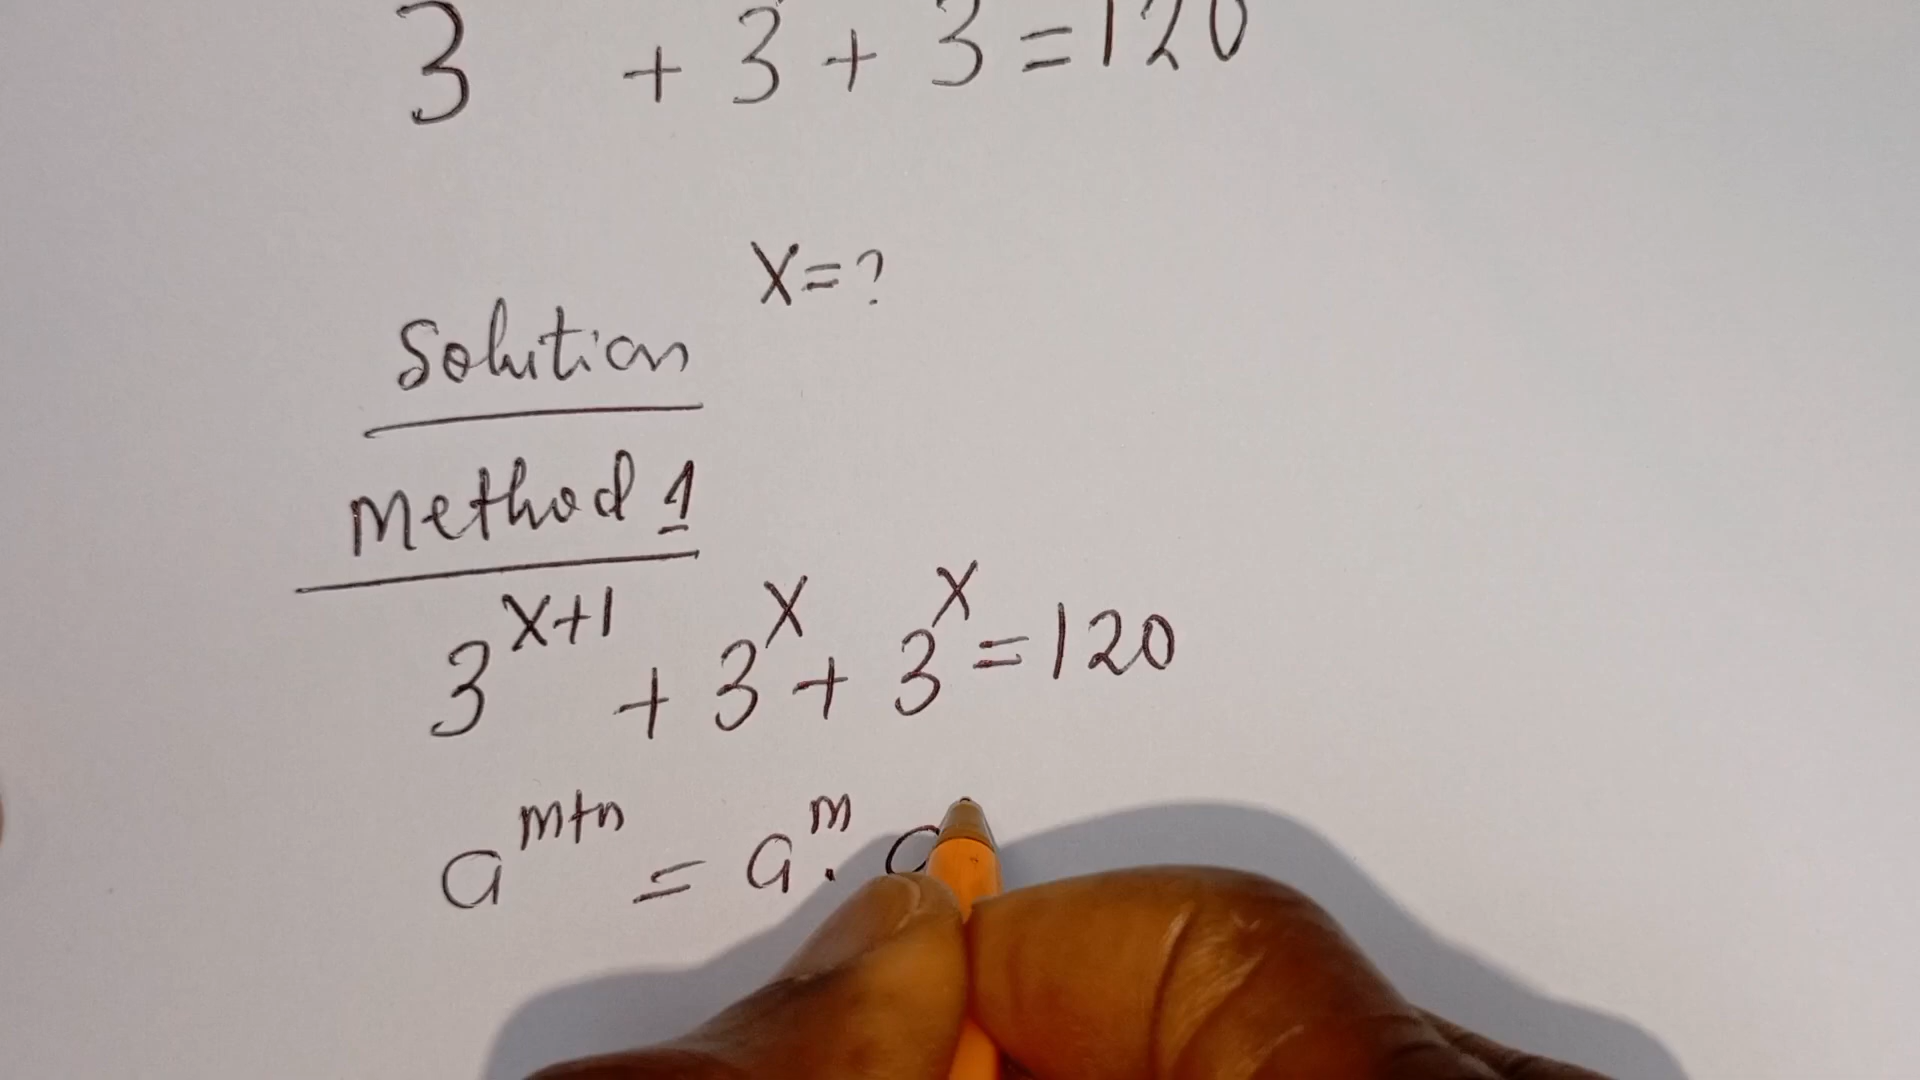 3 + 3 + 3 = 120
x = ?
Solution
Method 1
3^{x+1} + 3^x + 3^x = 120
a^{m+n} = a^m . a